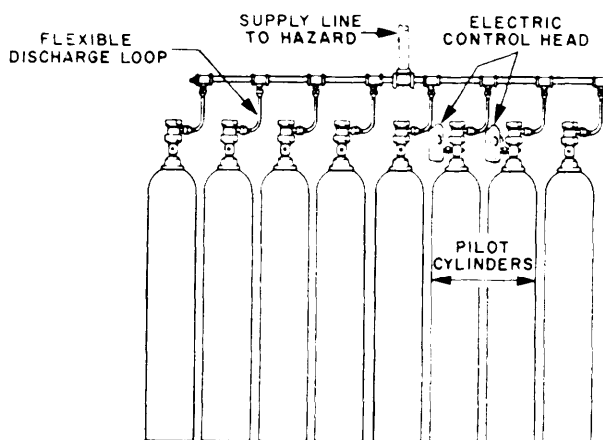 FLEXIBLE
DISCHARGE LOOP
SUPPLY LINE
TO HAZARD
ELECTRIC
CONTROL HEAD
PILOT
CYLINDERS